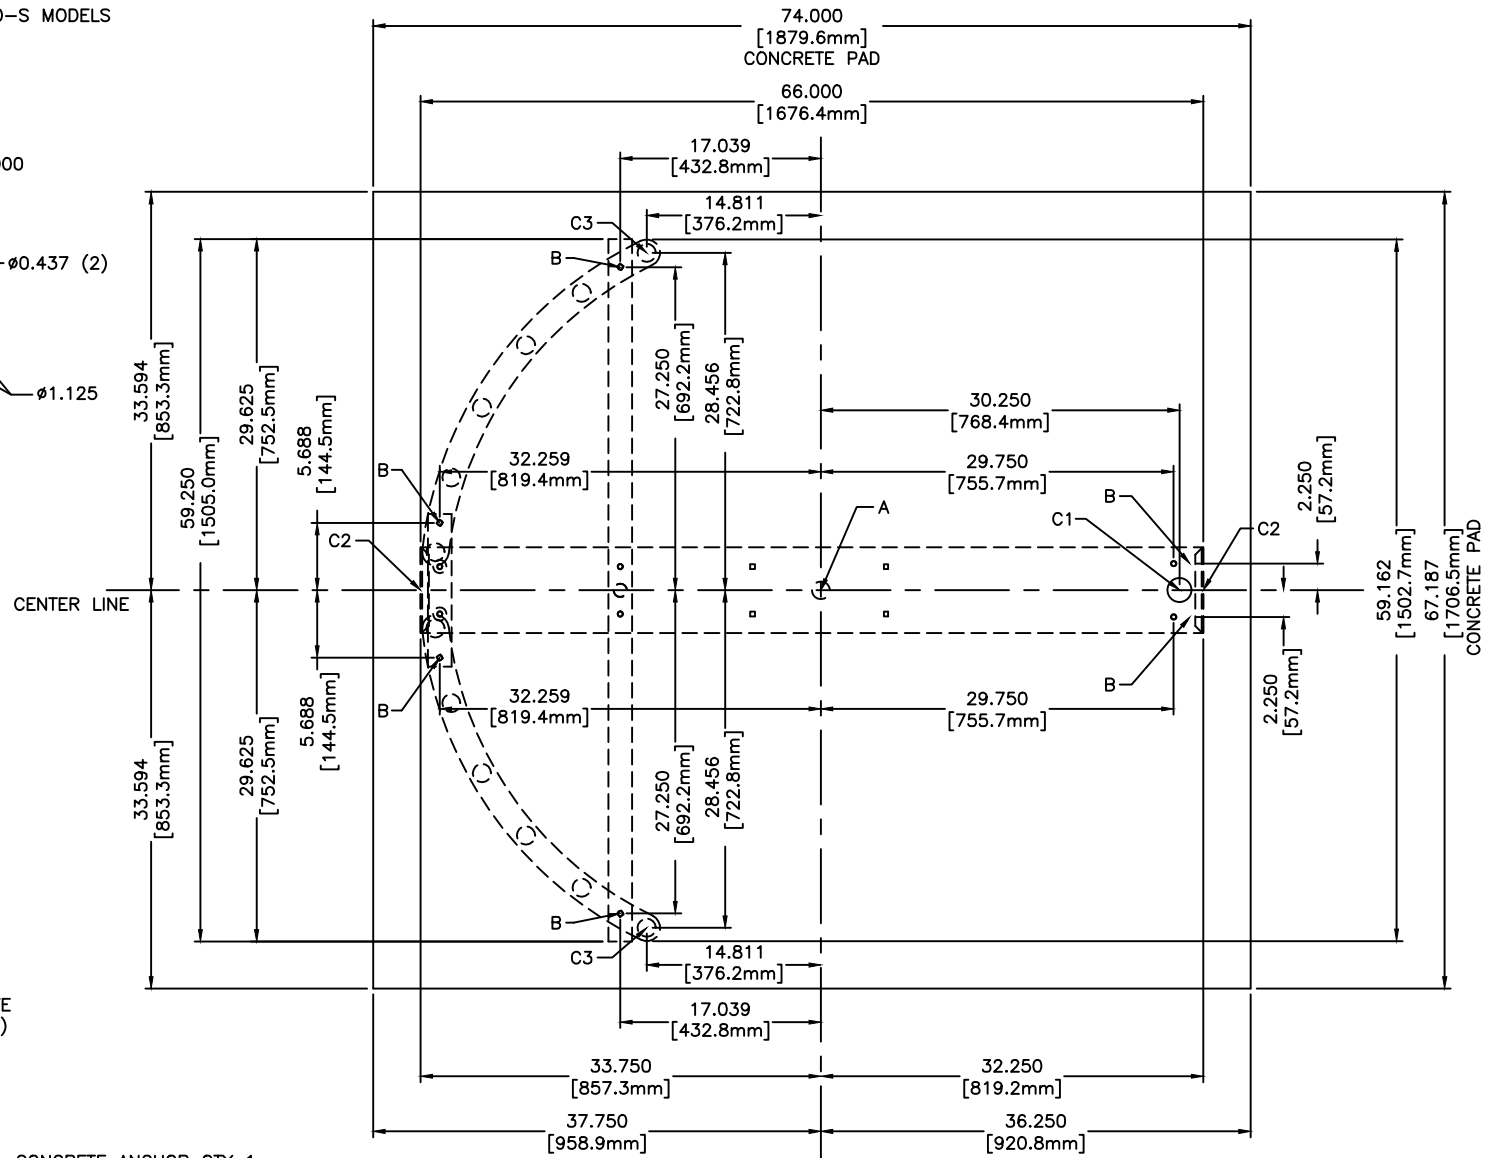 -S MODELS
74.000
[1879.6mm]
CONCRETE PAD
66.000
[1676.4mm]
17.039
[432.8mm]
14.811
[376.2mm]
C3
B
ø0.437 (2)
ø1.125
33.594
[853.3mm]
59.250
[1505.0mm]
29.625
[752.5mm]
5.688
[144.5mm]
27.250
[692.2mm]
28.456
[722.8mm]
30.250
[768.4mm]
32.259
[819.4mm]
29.750
[755.7mm]
B
A
B
C1
C2
C2
2.250
[57.2mm]
CENTER LINE
59.162
[1502.7mm]
67.187
[1706.5mm]
CONCRETE PAD
B
32.259
[819.4mm]
29.750
[755.7mm]
B
2.250
[57.2mm]
5.688
[144.5mm]
29.625
[752.5mm]
33.594
[853.3mm]
27.250
[692.2mm]
28.456
[722.8mm]
B
C3
14.811
[376.2mm]
17.039
[432.8mm]
33.750
[857.3mm]
32.250
[819.2mm]
37.750
[958.9mm]
36.250
[920.8mm]